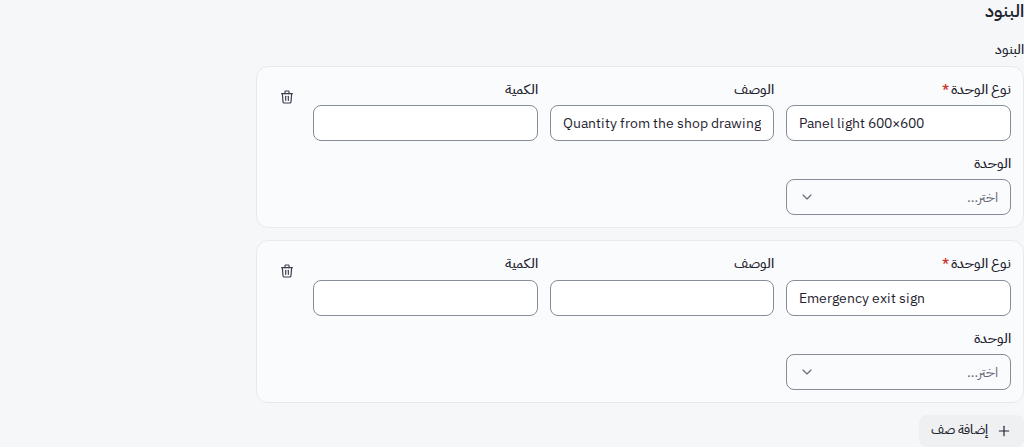 البنود
البنود
نوع الوحدة *
الوصف
الكمية
Panel light 600×600
Quantity from the shop drawing
الوحدة
اختر...
نوع الوحدة *
الوصف
الكمية
Emergency exit sign
الوحدة
اختر...
+ إضافة صف